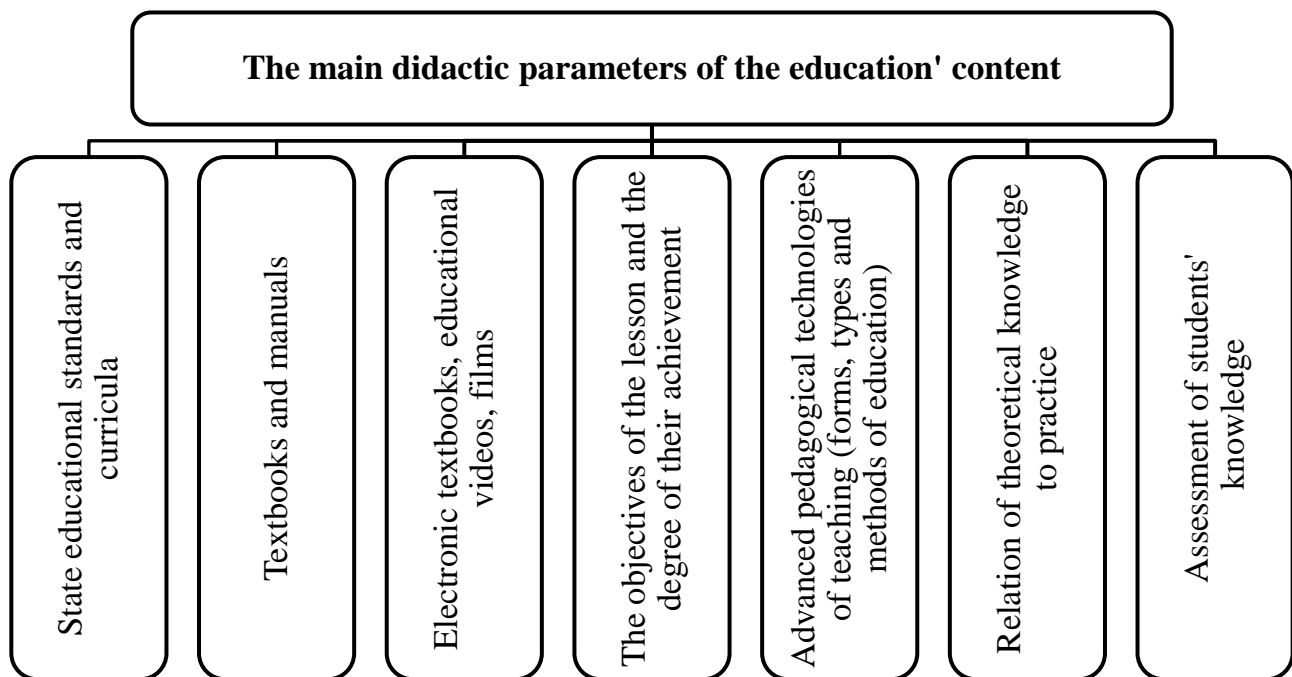 The main didactic parameters of the education' content
State educational standards and
curricula
Textbooks and manuals
Electronic textbooks, educational
videos, films
The objectives of the lesson and the
degree of their achievement
Advanced pedagogical technologies
of teaching (forms, types and
methods of education)
Relation of theoretical knowledge
to practice
Assessment of students'
knowledge